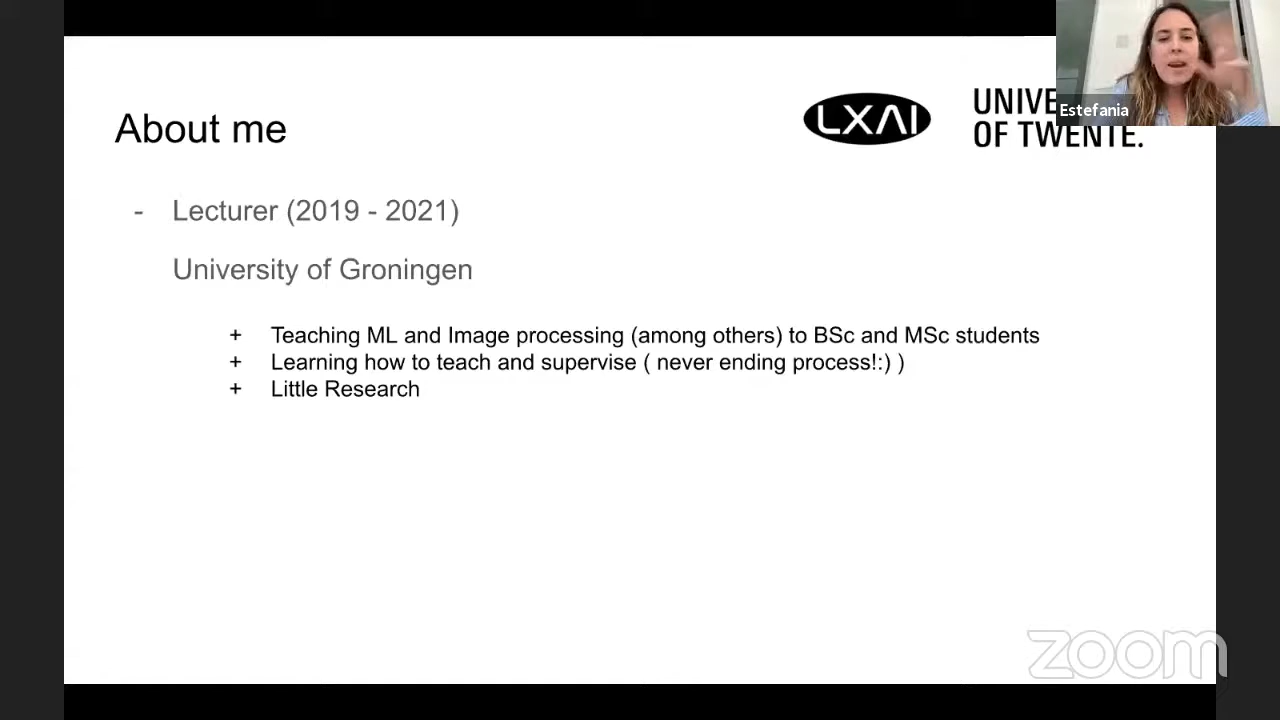 About me
LXAI
UNIVE
OF TWENTE.
Estefania
- Lecturer (2019 - 2021)
University of Groningen
+ Teaching ML and Image processing (among others) to BSc and MSc students
+ Learning how to teach and supervise ( never ending process!:) )
+ Little Research
zoom